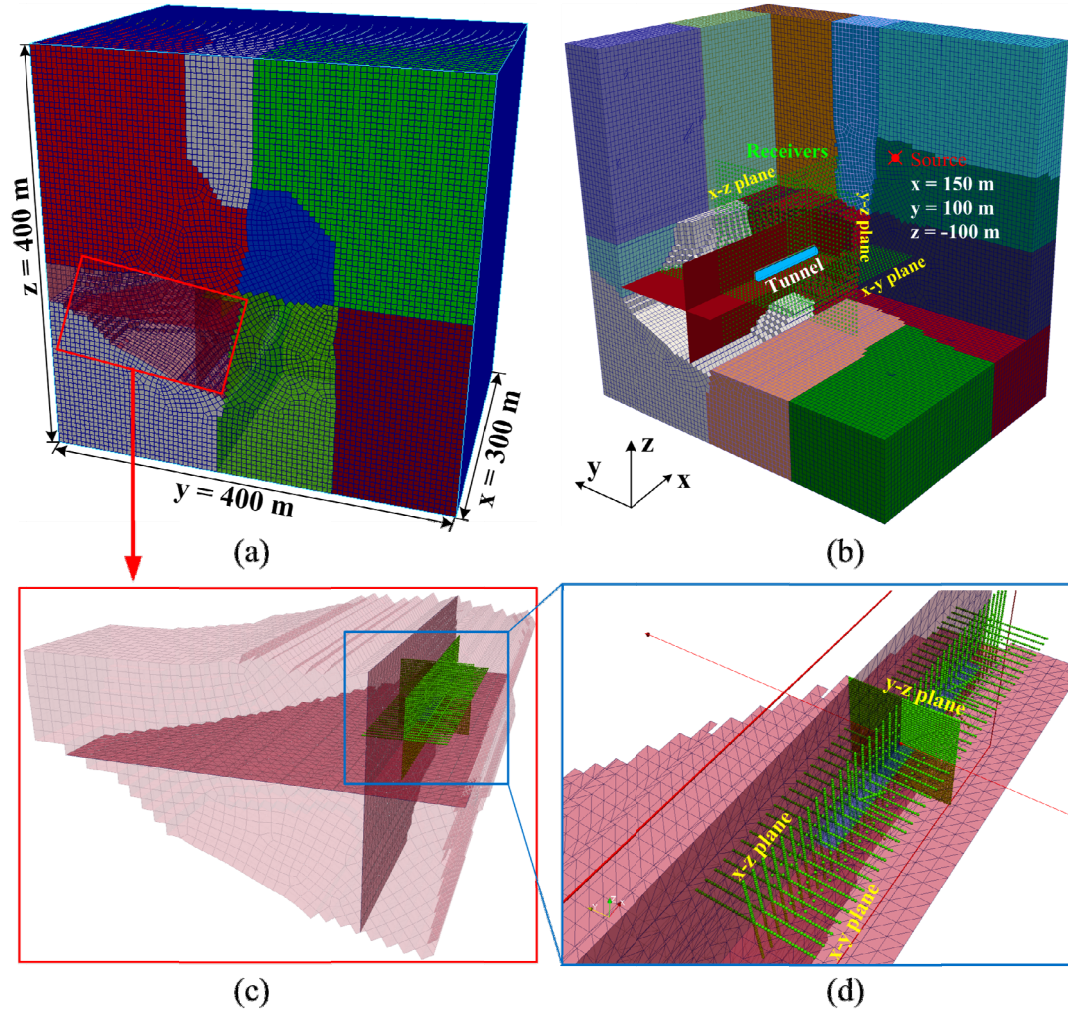 z = 400 m
y = 400 m
x = 300 m
(a)
Receivers
x-z plane
y-z plane
Source
x = 150 m
y = 100 m
z = -100 m
Tunnel
x-y plane
z
y
x
(b)
(c)
y-z plane
x-z plane
x-y plane
(d)